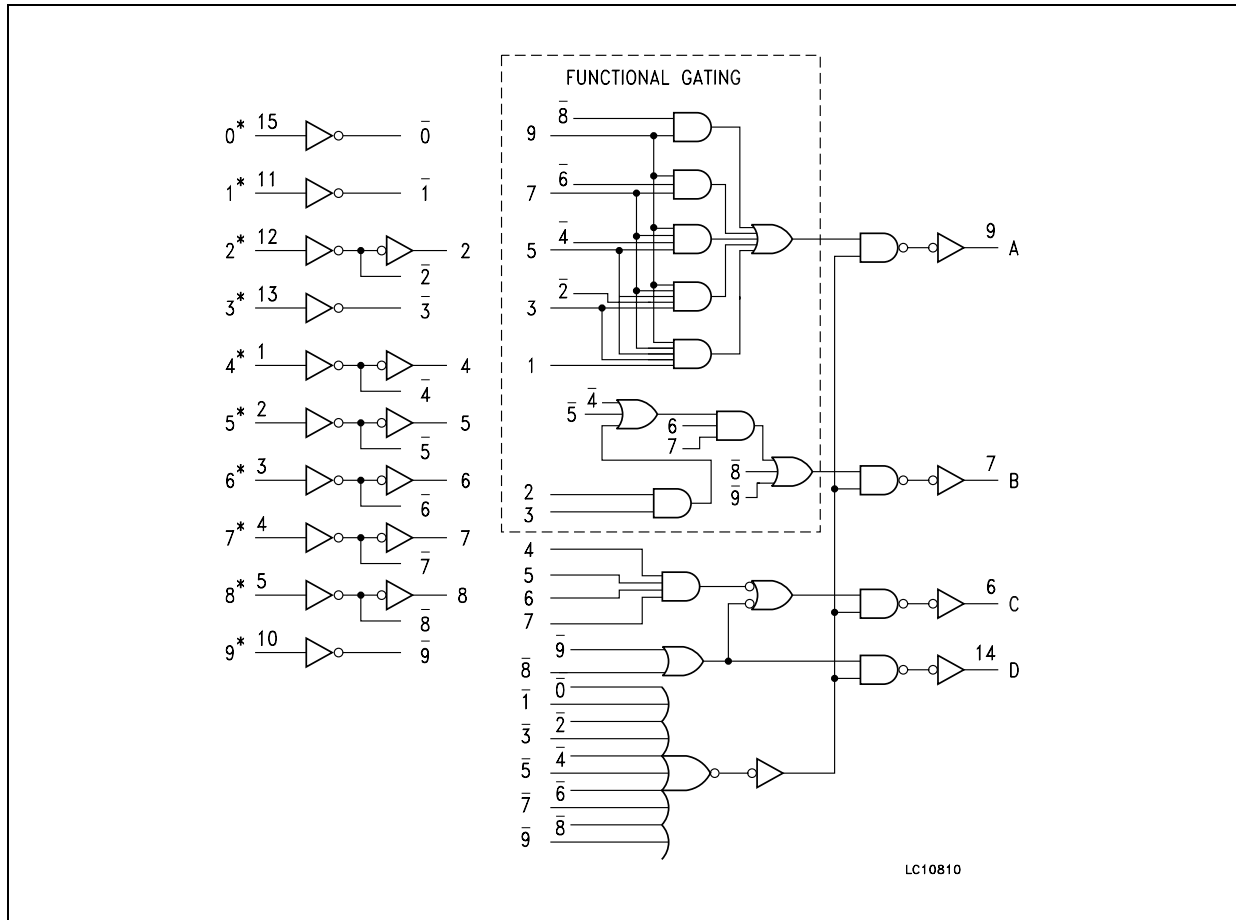 FUNCTIONAL GATING
0* 15 0̅
1* 11 1̅
2* 12 2̅ 2
3* 13 3̅
4* 1 4̅ 4
5* 2 5̅ 5
6* 3 6̅ 6
7* 4 7̅ 7
8* 5 8̅ 8
9* 10 9̅
8̅
9
6̅
7
4̅
5
2̅
3
1
4̅
5̅
6
7
8̅
9̅
2
3
4
5
6
7
9̅
8̅
0̅
1̅
2̅
3̅
4̅
5̅
6̅
7̅
8̅
9̅
9 A
7 B
6 C
14 D
LC10810